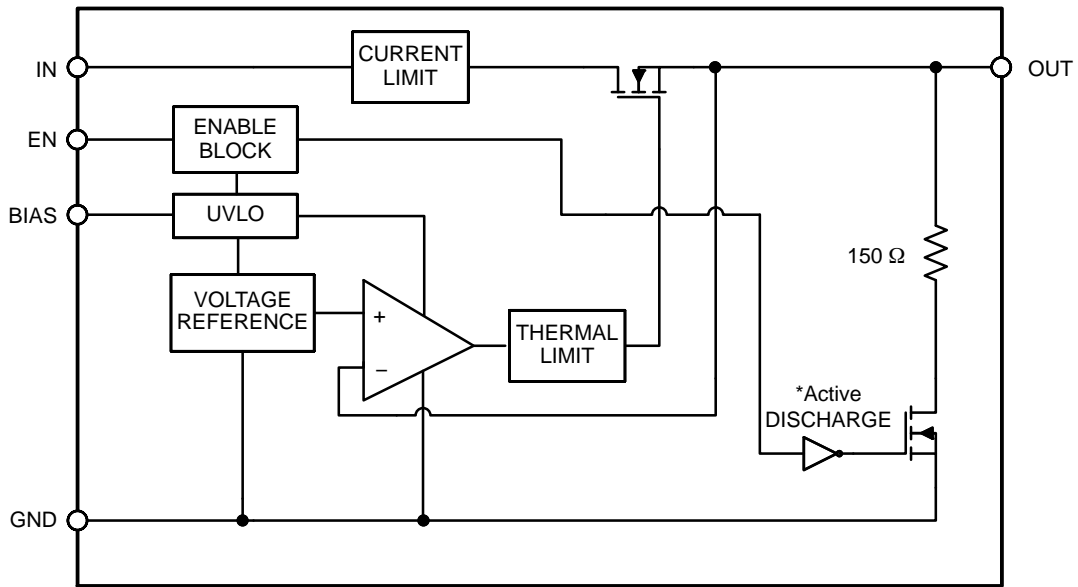 CURRENT
LIMIT
IN
OUT
EN
ENABLE
BLOCK
BIAS
UVLO
150 Ω
VOLTAGE
REFERENCE
+
−
THERMAL
LIMIT
*Active
DISCHARGE
GND